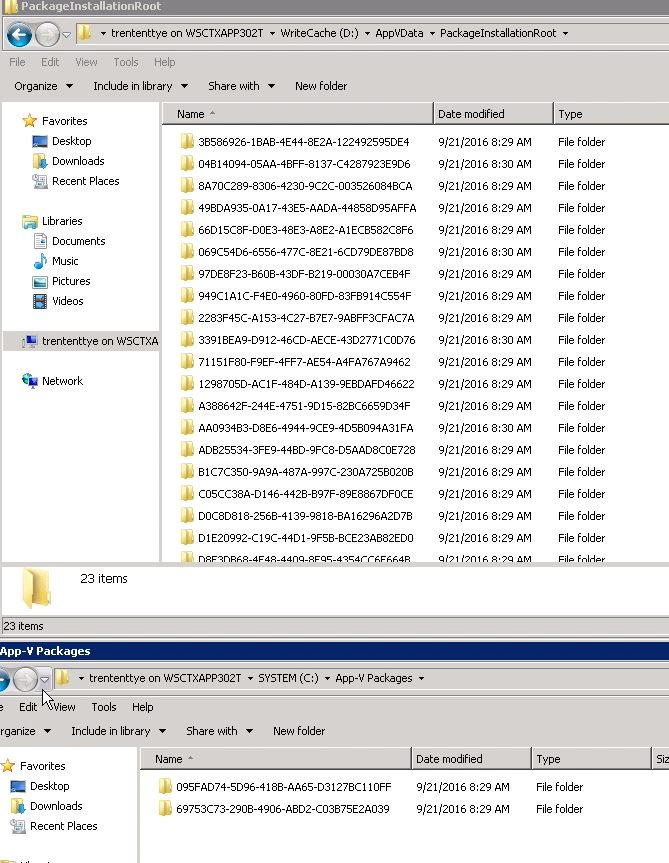 PackageInstallationRoot
trententtye on WSCTXAPP302T WriteCache (D:) AppVData PackageInstallationRoot
File Edit View Tools Help
Organize Include in library Share with New folder
Favorites
Desktop
Downloads
Recent Places
Libraries
Documents
Music
Pictures
Videos
trententtye on WSCTXA
Network
Name Date modified Type
3B586926-1BAB-4E44-8E2A-122492595DE4 9/21/2016 8:29 AM File folder
04B14094-05AA-4BFF-8137-C4287923E9D6 9/21/2016 8:30 AM File folder
8A70C289-8306-4230-9C2C-003526084BCA 9/21/2016 8:29 AM File folder
49BDA935-0A17-43E5-AADA-44858D95AFFA 9/21/2016 8:29 AM File folder
66D15C8F-D0E3-48E3-A8E2-A1ECB582C8F6 9/21/2016 8:29 AM File folder
069C54D6-6556-477C-8E21-6CD79DE87BD8 9/21/2016 8:30 AM File folder
97DE8F23-B60B-43DF-B219-00030A7CEB4F 9/21/2016 8:29 AM File folder
949C1A1C-F4E0-4960-80FD-83FB914C554F 9/21/2016 8:29 AM File folder
2283F45C-A153-4C27-B7E7-9ABFF3CFAC7A 9/21/2016 8:29 AM File folder
3391BEA9-D912-46CD-AECE-43D2771C0D76 9/21/2016 8:30 AM File folder
71151F80-F9EF-4FF7-AE54-A4FA767A9462 9/21/2016 8:29 AM File folder
1298705D-AC1F-484D-A139-9EBDAFD46622 9/21/2016 8:29 AM File folder
A388642F-244E-4751-9D15-82BC6659D34F 9/21/2016 8:29 AM File folder
AA0934B3-D8E6-4944-9CE9-4D5B094A31FA 9/21/2016 8:30 AM File folder
ADB25534-3FE9-44BD-9FC8-D5AAD8C0E728 9/21/2016 8:29 AM File folder
B1C7C350-9A9A-487A-997C-230A725B020B 9/21/2016 8:29 AM File folder
C05CC38A-D146-442B-B97F-89E8867DF0CE 9/21/2016 8:29 AM File folder
D0C8D818-256B-4139-9818-BA16296A2D7B 9/21/2016 8:29 AM File folder
D1E20992-C19C-44D1-9F5B-BCE23AB82ED0 9/21/2016 8:29 AM File folder
D8E3DB68-4E48-4409-8E95-4354CC6E664B 9/21/2016 8:29 AM File folder
23 items
23 items
App-V Packages
trententtye on WSCTXAPP302T SYSTEM (C:) App-V Packages
e Edit View Tools Help
rganize Include in library Share with New folder
Favorites
Desktop
Downloads
Recent Places
Name Date modified Type Siz
095FAD74-5D96-418B-AA65-D3127BC110FF 9/21/2016 8:29 AM File folder
69753C73-290B-4906-ABD2-C03B75E2A039 9/21/2016 8:29 AM File folder